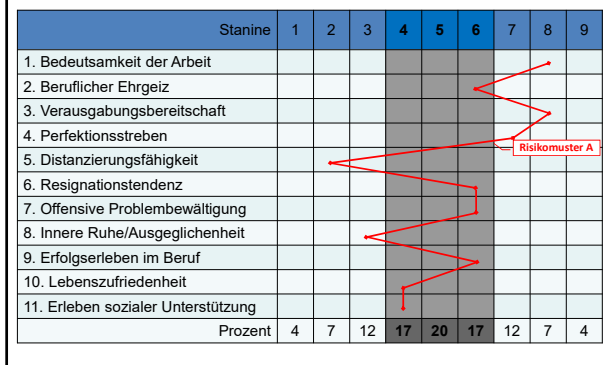 Stanine 1 2 3 4 5 6 7 8 9
1. Bedeutsamkeit der Arbeit
2. Beruflicher Ehrgeiz
3. Verausgabungsbereitschaft
4. Perfektionsstreben
Risikomuster A
5. Distanzierungsfähigkeit
6. Resignationstendenz
7. Offensive Problembewältigung
8. Innere Ruhe/Ausgeglichenheit
9. Erfolgserleben im Beruf
10. Lebenszufriedenheit
11. Erleben sozialer Unterstützung
Prozent 4 7 12 17 20 17 12 7 4